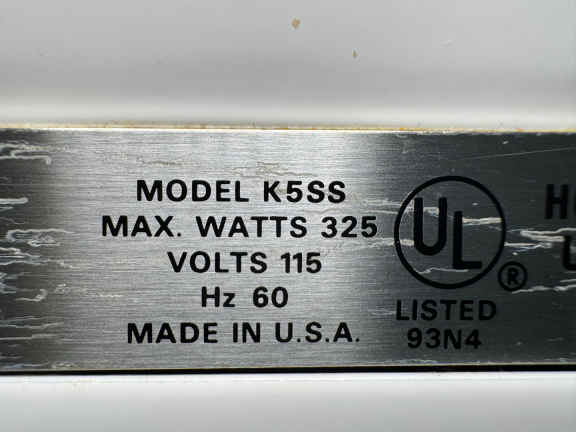 MODEL K5SS
MAX. WATTS 325
VOLTS 115
Hz 60
MADE IN U.S.A.
UL ®
LISTED
93N4